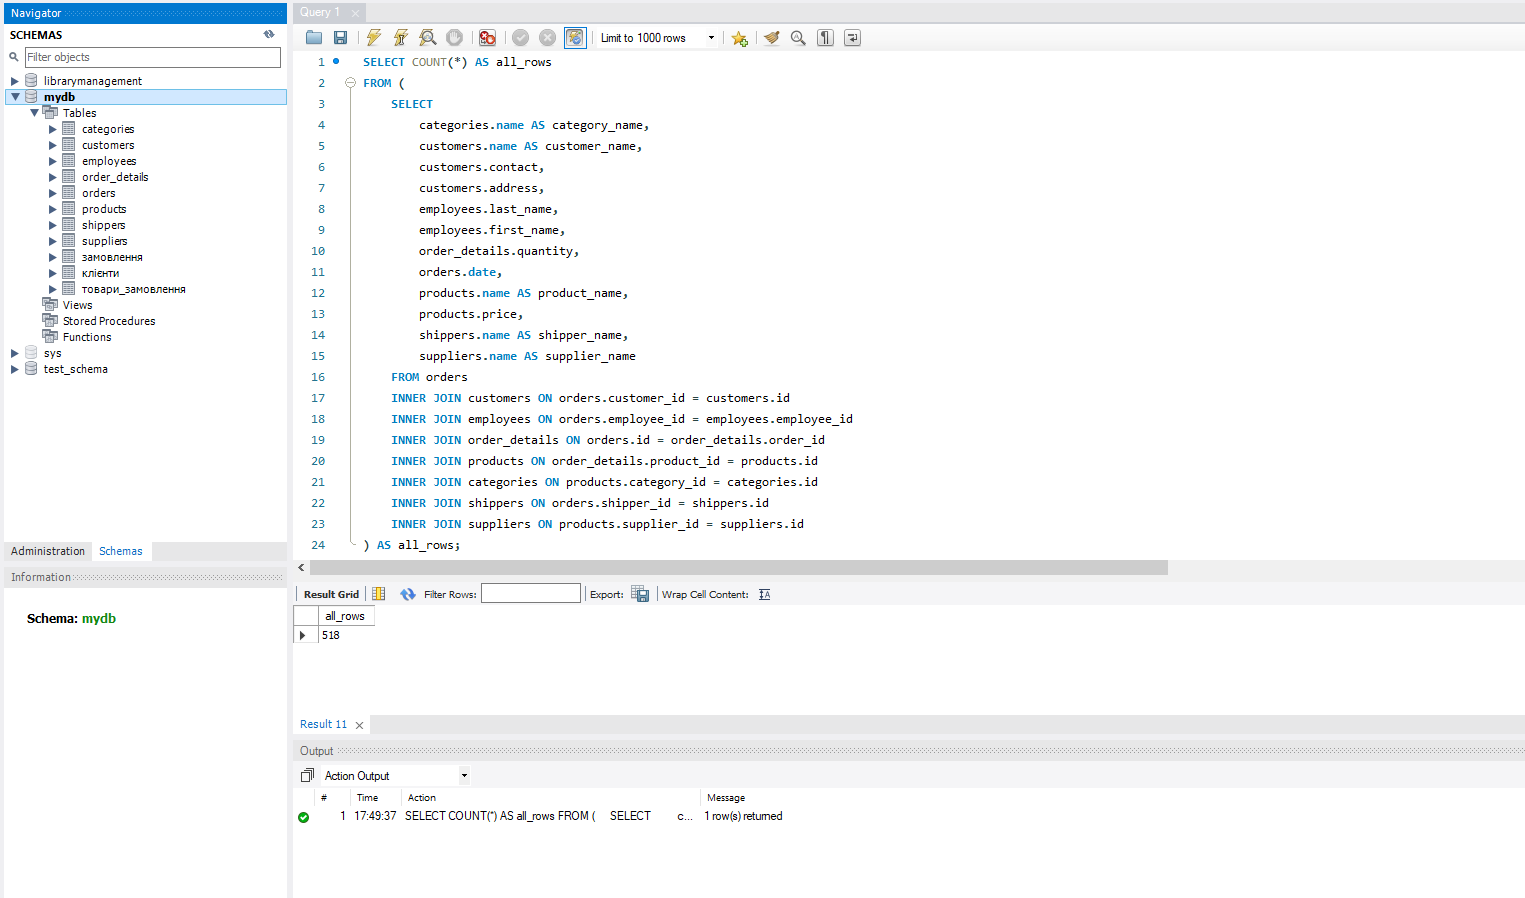 Navigator
SCHEMAS
Filter objects
librarymanagement
mydb
Tables
categories
customers
employees
order_details
orders
products
shippers
suppliers
замовлення
клієнти
товари_замовлення
Views
Stored Procedures
Functions
sys
test_schema
Administration Schemas
Information
Schema: mydb
Query 1
Limit to 1000 rows
1 SELECT COUNT(*) AS all_rows
2 FROM (
3 SELECT
4 categories.name AS category_name,
5 customers.name AS customer_name,
6 customers.contact,
7 customers.address,
8 employees.last_name,
9 employees.first_name,
10 order_details.quantity,
11 orders.date,
12 products.name AS product_name,
13 products.price,
14 shippers.name AS shipper_name,
15 suppliers.name AS supplier_name
16 FROM orders
17 INNER JOIN customers ON orders.customer_id = customers.id
18 INNER JOIN employees ON orders.employee_id = employees.employee_id
19 INNER JOIN order_details ON orders.id = order_details.order_id
20 INNER JOIN products ON order_details.product_id = products.id
21 INNER JOIN categories ON products.category_id = categories.id
22 INNER JOIN shippers ON orders.shipper_id = shippers.id
23 INNER JOIN suppliers ON products.supplier_id = suppliers.id
24 ) AS all_rows;
Result Grid Filter Rows: Export: Wrap Cell Content:
all_rows
518
Result 11
Output
Action Output
# Time Action Message
1 17:49:37 SELECT COUNT(*) AS all_rows FROM ( SELECT c... 1 row(s) returned